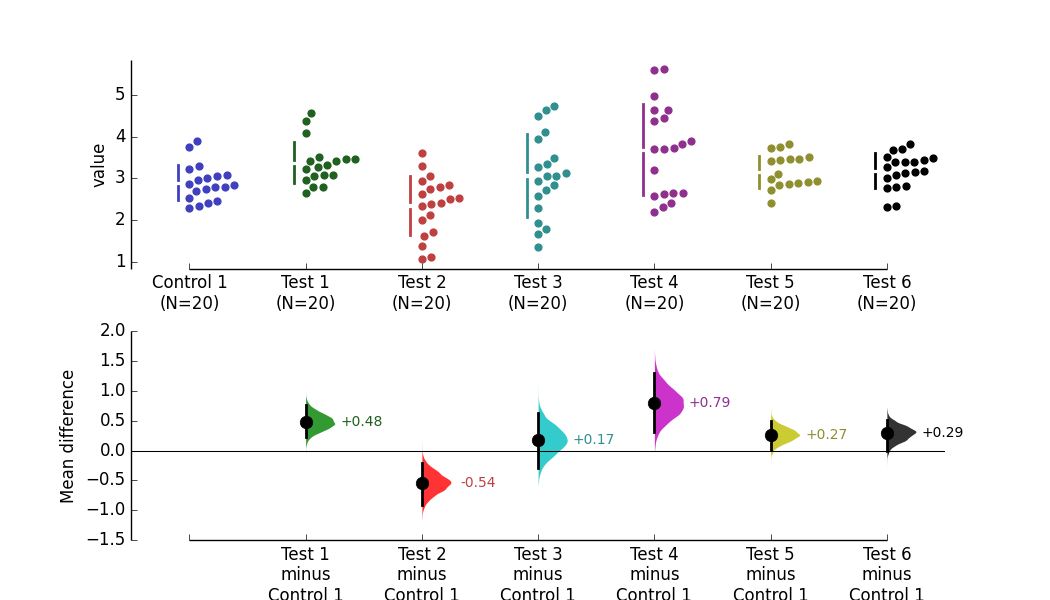 value
5
4
3
2
1
Control 1 Test 1 Test 2 Test 3 Test 4 Test 5 Test 6
(N=20) (N=20) (N=20) (N=20) (N=20) (N=20) (N=20)
Mean difference
2.0
1.5
1.0
0.5
0.0
−0.5
−1.0
−1.5
+0.48
-0.54
+0.17
+0.79
+0.27
+0.29
Test 1 Test 2 Test 3 Test 4 Test 5 Test 6
minus minus minus minus minus minus
Control 1 Control 1 Control 1 Control 1 Control 1 Control 1